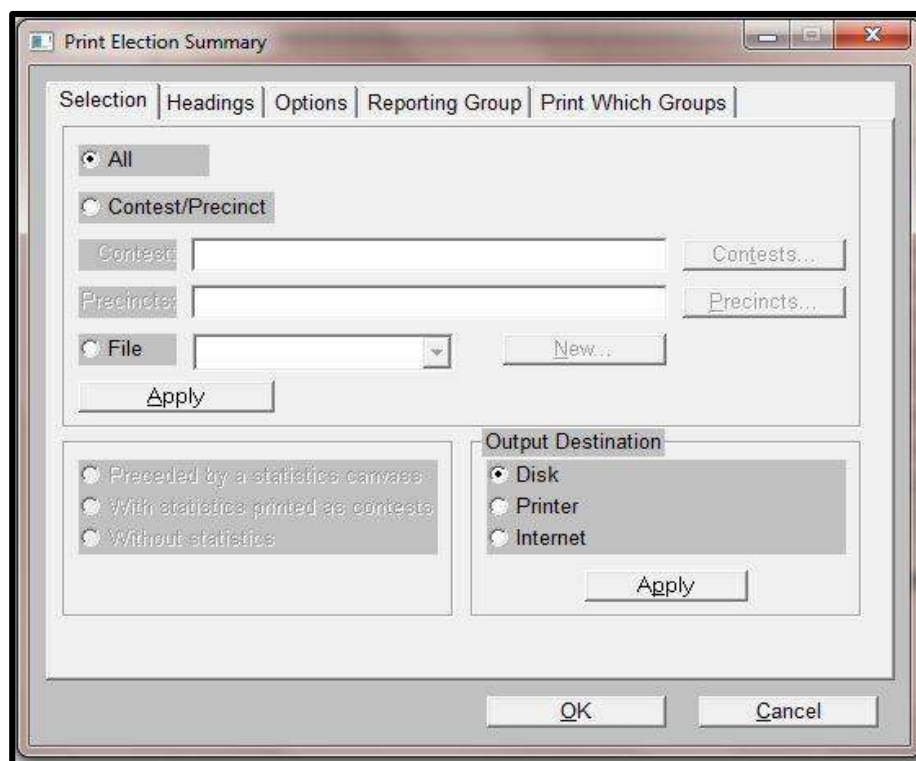 Print Election Summary
Selection Headings Options Reporting Group Print Which Groups
All
Contest/Precinct
Contest: Contests...
Precincts: Precincts...
File New...
Apply
Preceded by a statistics canvass
With statistics printed as contests
Without statistics
Output Destination
Disk
Printer
Internet
Apply
OK Cancel